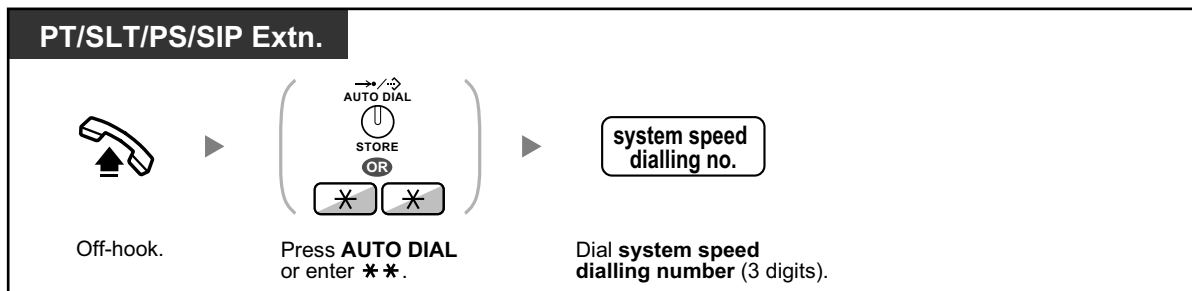 PT/SLT/PS/SIP Extn.
AUTO DIAL
STORE
OR
system speed
dialling no.
Off-hook.
Press AUTO DIAL
or enter ** .
Dial system speed
dialling number (3 digits).